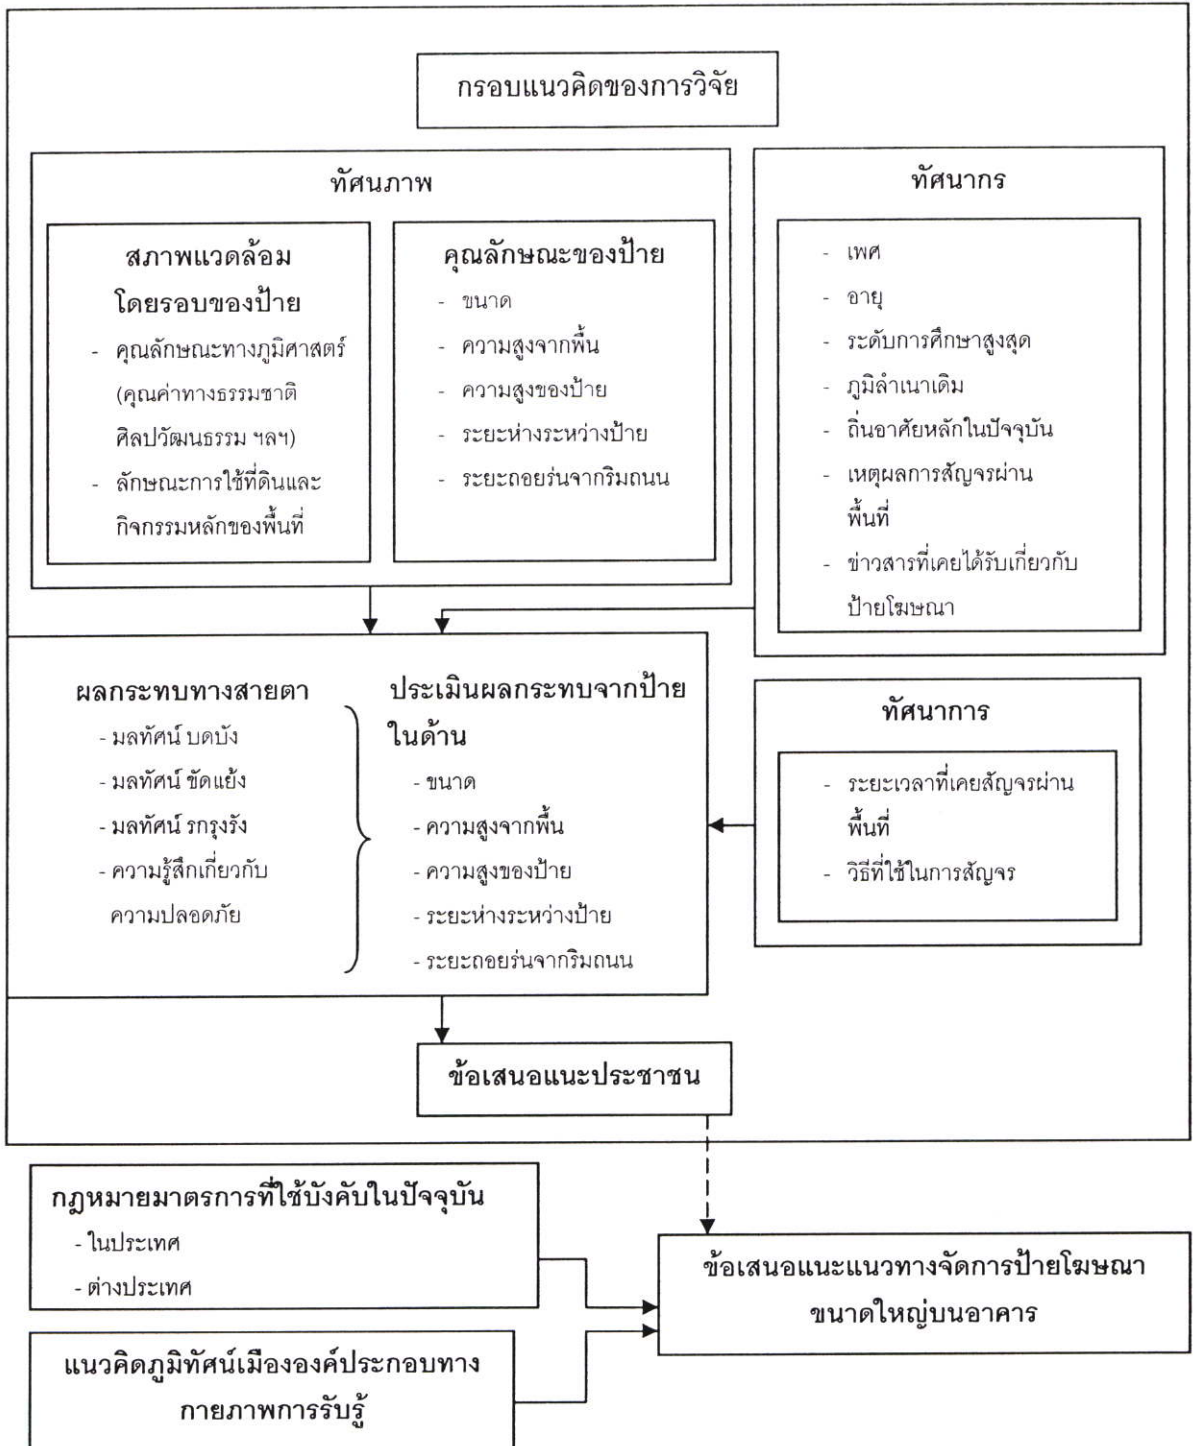 กรอบแนวคิดของการวิจัย
ทัศนภาพ
สภาพแวดล้อม
โดยรอบของป้าย
- คุณลักษณะทางภูมิศาสตร์
(คุณค่าทางธรรมชาติ
ศิลปวัฒนธรรม ฯลฯ)
- ลักษณะการใช้ที่ดินและ
กิจกรรมหลักของพื้นที่
คุณลักษณะของป้าย
- ขนาด
- ความสูงจากพื้น
- ความสูงของป้าย
- ระยะห่างระหว่างป้าย
- ระยะถอยร่นจากริมถนน
ทัศนากร
- เพศ
- อายุ
- ระดับการศึกษาสูงสุด
- ภูมิลำเนาเดิม
- ถิ่นอาศัยหลักในปัจจุบัน
- เหตุผลการสัญจรผ่าน
พื้นที่
- ข่าวสารที่เคยได้รับเกี่ยวกับ
ป้ายโฆษณา
ผลกระทบทางสายตา
- มลทัศน์ บดบัง
- มลทัศน์ ขัดแย้ง
- มลทัศน์ รกรุงรัง
- ความรู้สึกเกี่ยวกับ
ความปลอดภัย
ประเมินผลกระทบจากป้าย
ในด้าน
- ขนาด
- ความสูงจากพื้น
- ความสูงของป้าย
- ระยะห่างระหว่างป้าย
- ระยะถอยร่นจากริมถนน
ทัศนาการ
- ระยะเวลาที่เคยสัญจรผ่าน
พื้นที่
- วิธีที่ใช้ในการสัญจร
ข้อเสนอแนะประชาชน
กฎหมายมาตรการที่ใช้บังคับในปัจจุบัน
- ในประเทศ
- ต่างประเทศ
ข้อเสนอแนะแนวทางจัดการป้ายโฆษณา
ขนาดใหญ่บนอาคาร
แนวคิดภูมิทัศน์เมืององค์ประกอบทาง
กายภาพการรับรู้